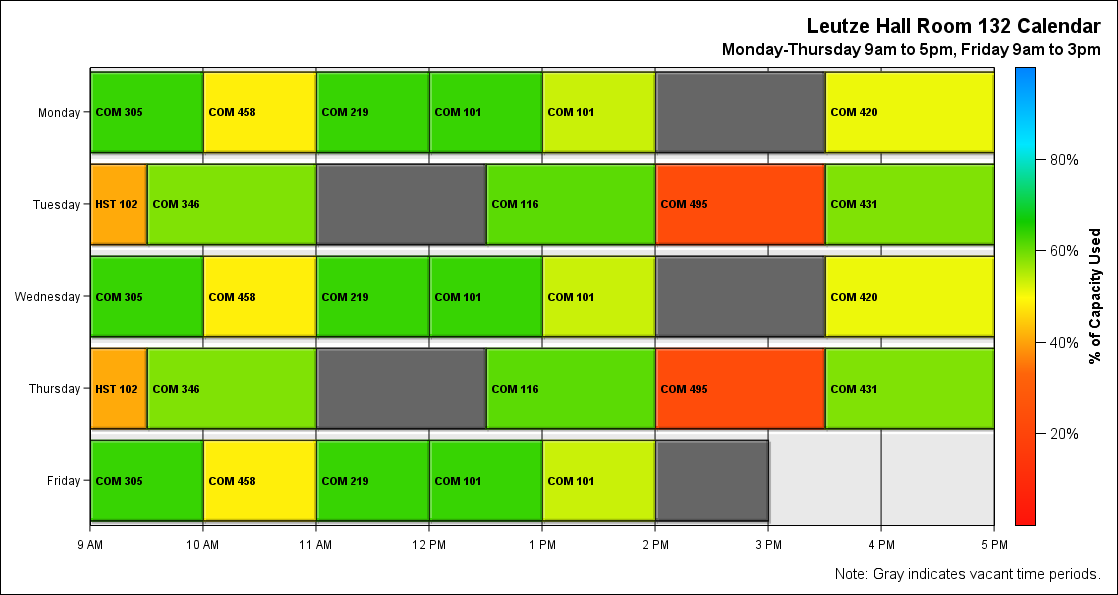 Leutze Hall Room 132 Calendar
Monday-Thursday 9am to 5pm, Friday 9am to 3pm
Monday
COM 305
COM 458
COM 219
COM 101
COM 101
COM 420
Tuesday
HST 102
COM 346
COM 116
COM 495
COM 431
Wednesday
COM 305
COM 458
COM 219
COM 101
COM 101
COM 420
Thursday
HST 102
COM 346
COM 116
COM 495
COM 431
Friday
COM 305
COM 458
COM 219
COM 101
COM 101
9 AM
10 AM
11 AM
12 PM
1 PM
2 PM
3 PM
4 PM
5 PM
80%
60%
40%
20%
% of Capacity Used
Note: Gray indicates vacant time periods.